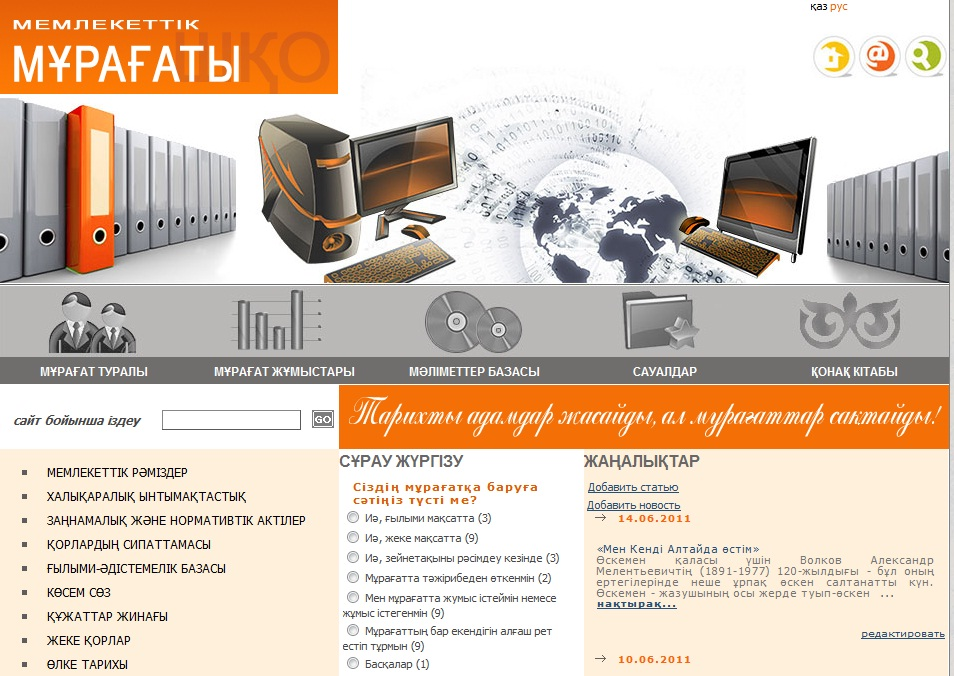 қаз рус
МЕМЛЕКЕТТІК
ШҚО
МҰРАҒАТЫ
МҰРАҒАТ ТУРАЛЫ
МҰРАҒАТ ЖҰМЫСТАРЫ
МӘЛІМЕТТЕР БАЗАСЫ
САУАЛДАР
ҚОНАҚ КІТАБЫ
сайт бойынша іздеу
GO
Тарихты адамдар жасайды, ал мұрағаттар сақтайды!
МЕМЛЕКЕТТІК РӘМІЗДЕР
ХАЛЫҚАРАЛЫҚ ЫНТЫМАҚТАСТЫҚ
ЗАҢНАМАЛЫҚ ЖӘНЕ НОРМАТИВТІК АКТІЛЕР
ҚОРЛАРДЫҢ СИПАТТАМАСЫ
ҒЫЛЫМИ-ӘДІСТЕМЕЛІК БАЗАСЫ
КӨСЕМ СӨЗ
ҚҰЖАТТАР ЖИНАҒЫ
ЖЕКЕ ҚОРЛАР
ӨЛКЕ ТАРИХЫ
СҰРАУ ЖҮРГІЗУ
Сіздің мұрағатқа баруға
сәтіңіз түсті ме?
Иә, ғылыми мақсатта (3)
Иә, жеке мақсатта (9)
Иә, зейнетақыны рәсімдеу кезінде (3)
Мұрағатта тәжірибеден өткенмін (2)
Мен мұрағатта жұмыс істеймін немесе
жұмыс істегенмін (9)
Мұрағаттың бар екендігін алғаш рет
естіп тұрмын (9)
Басқалар (1)
ЖАҢАЛЫҚТАР
Добавить статью
Добавить новость
14.06.2011
«Мен Кенді Алтайда өстім»
Өскемен қаласы үшін Волков Александр
Мелентьевичтің (1891-1977) 120-жылдығы - бұл оның
ертегілерінде неше ұрпақ өскен салтанатты күн.
Өскемен - жазушының осы жерде туып-өскен ...
нақтырақ...
редактировать
10.06.2011